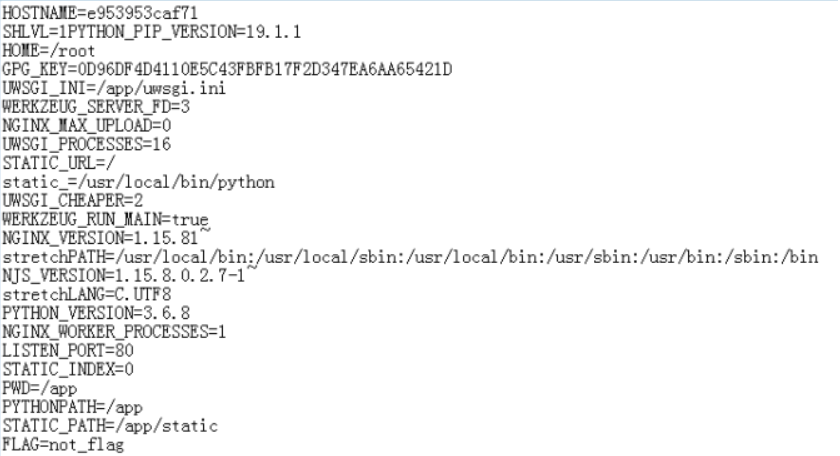 HOSTNAME=e953953caf71
SHLVL=1PYTHON_PIP_VERSION=19.1.1
HOME=/root
GPG_KEY=0D96DF4D4110E5C43FBFB17F2D347EA6AA65421D
UWSGI_INI=/app/uwsgi.ini
WERKZEUG_SERVER_FD=3
NGINX_MAX_UPLOAD=0
UWSGI_PROCESSES=16
STATIC_URL=/
static_=/usr/local/bin/python
UWSGI_CHEAPER=2
WERKZEUG_RUN_MAIN=true
NGINX_VERSION=1.15.81~
stretchPATH=/usr/local/bin:/usr/local/sbin:/usr/local/bin:/usr/sbin:/usr/bin:/sbin:/bin
NJS_VERSION=1.15.8.0.2.7-1~
stretchLANG=C.UTF8
PYTHON_VERSION=3.6.8
NGINX_WORKER_PROCESSES=1
LISTEN_PORT=80
STATIC_INDEX=0
PWD=/app
PYTHONPATH=/app
STATIC_PATH=/app/static
FLAG=not_flag